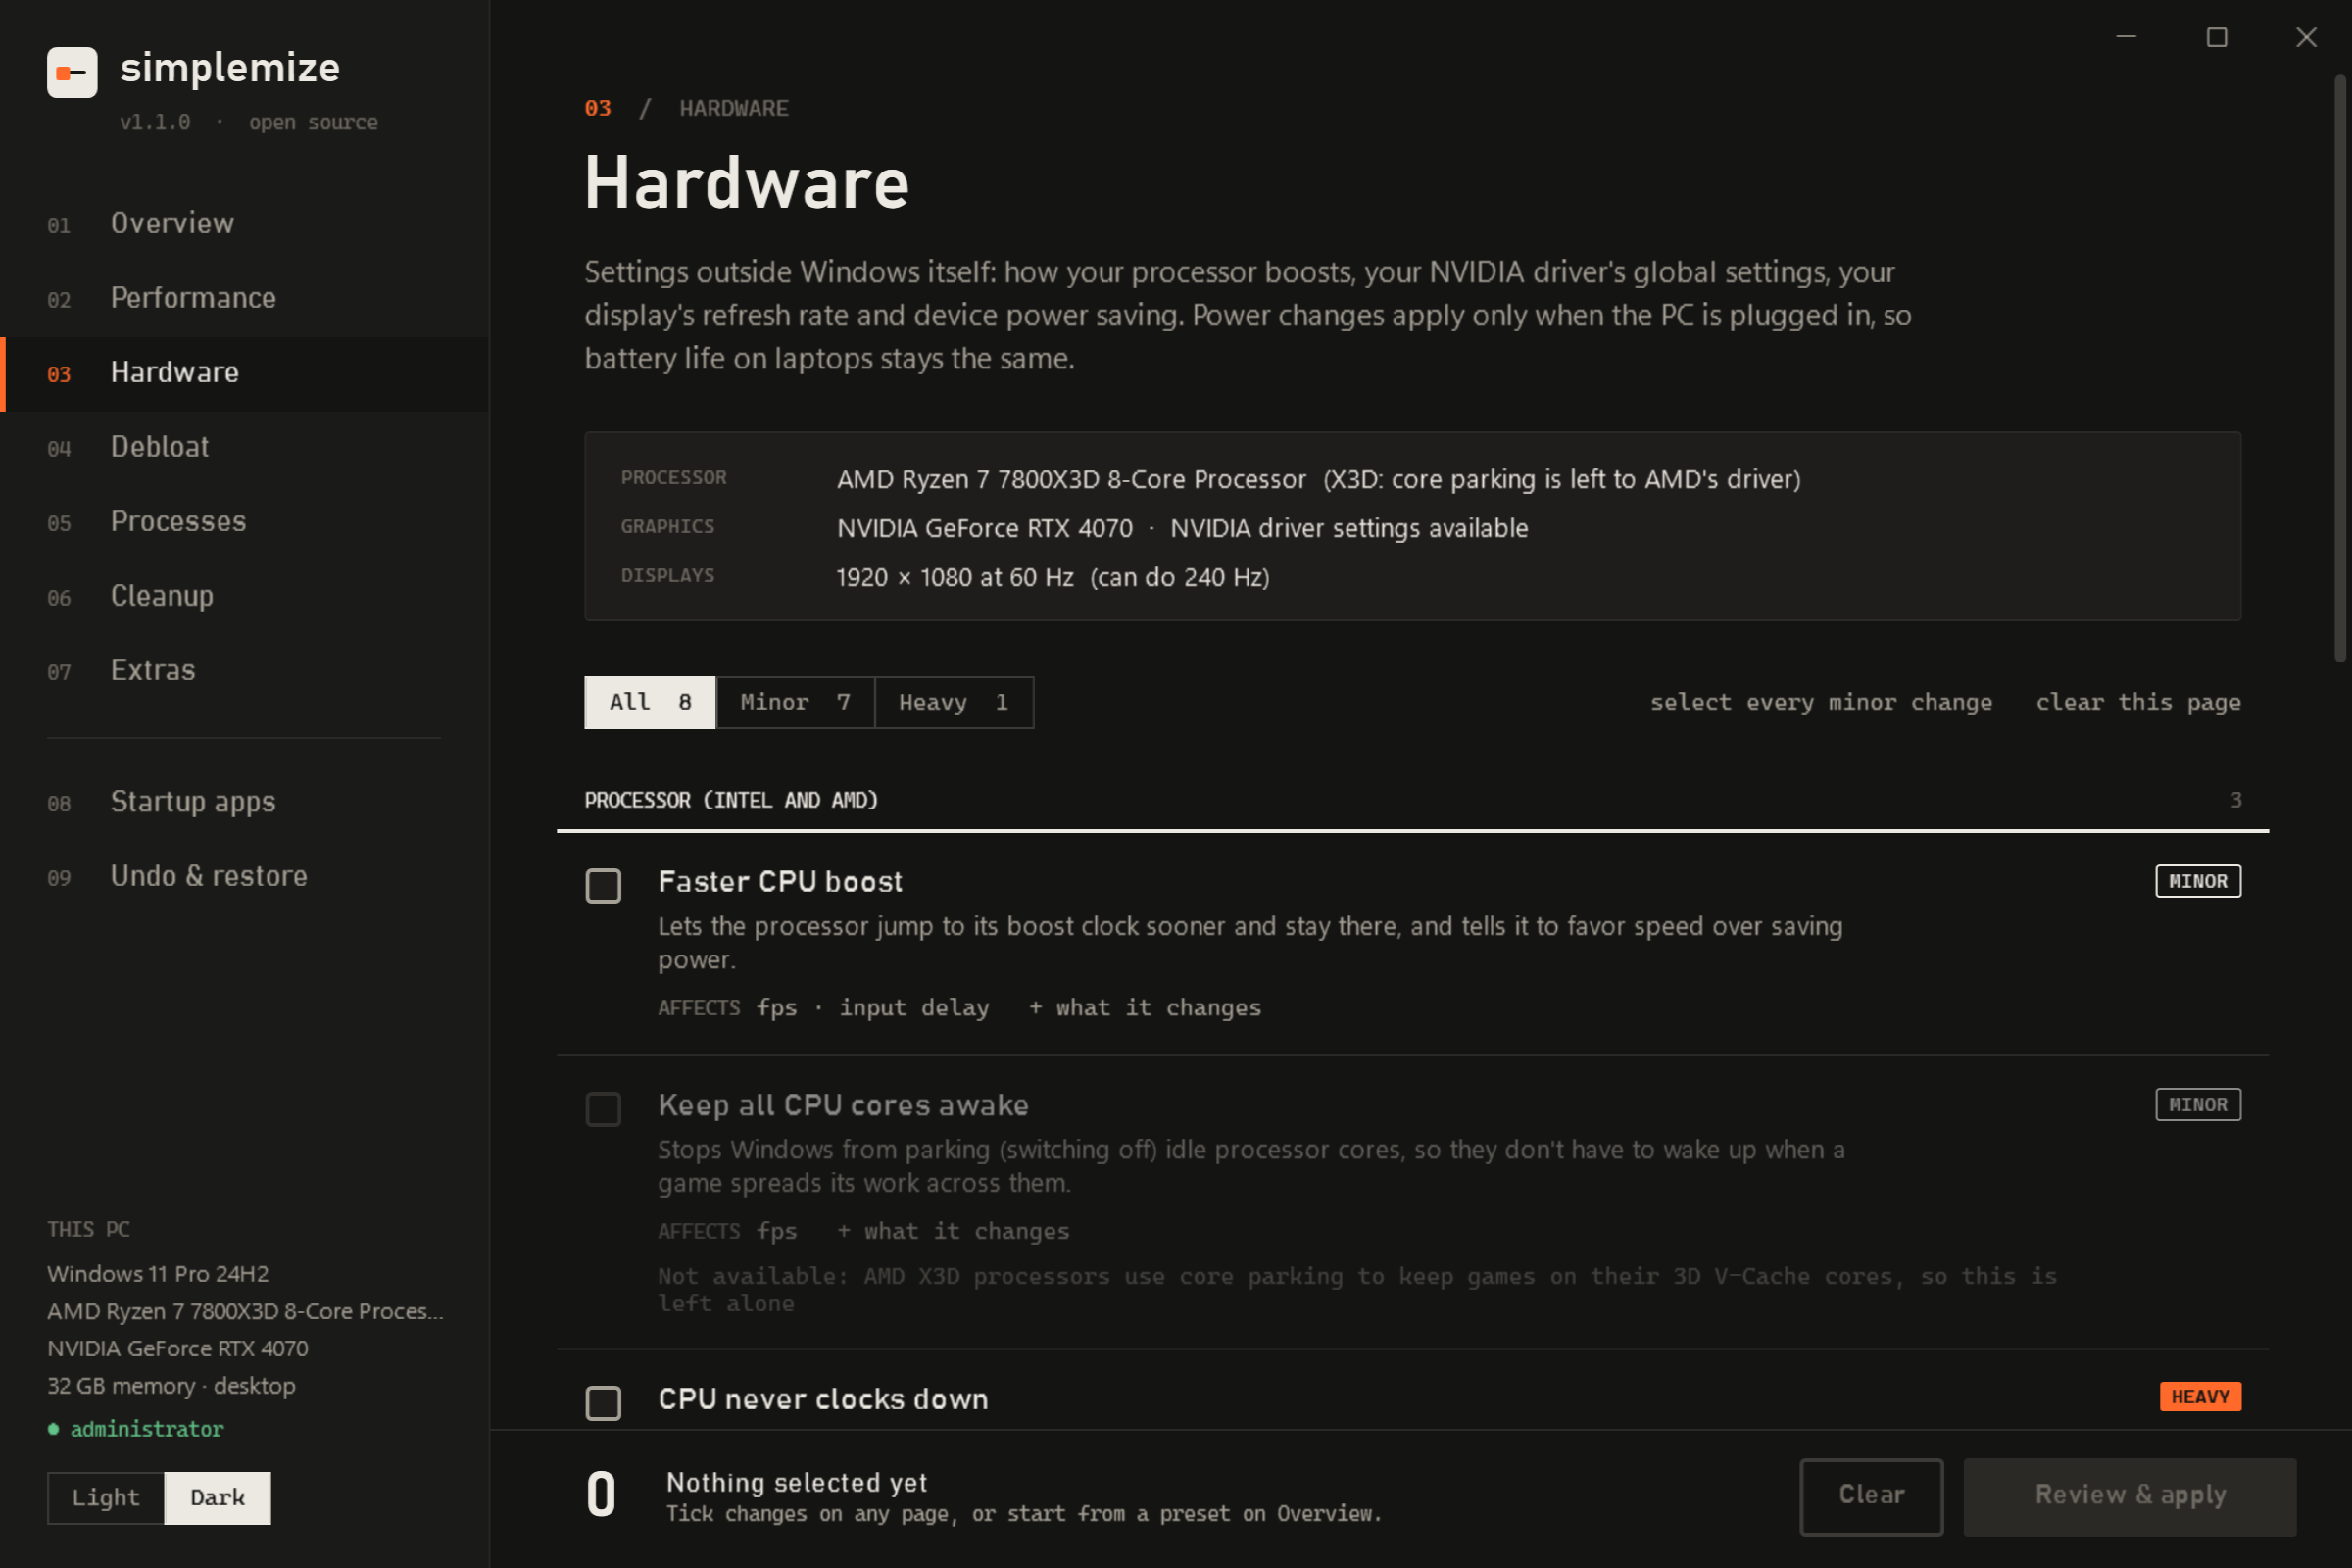 simplemize
v1.1.0 · open source
01 Overview
02 Performance
03 Hardware
04 Debloat
05 Processes
06 Cleanup
07 Extras
08 Startup apps
09 Undo & restore
THIS PC
Windows 11 Pro 24H2
AMD Ryzen 7 7800X3D 8-Core Proces...
NVIDIA GeForce RTX 4070
32 GB memory · desktop
administrator
Light Dark
03 / HARDWARE
Hardware
Settings outside Windows itself: how your processor boosts, your NVIDIA driver's global settings, your
display's refresh rate and device power saving. Power changes apply only when the PC is plugged in, so
battery life on laptops stays the same.
PROCESSOR AMD Ryzen 7 7800X3D 8-Core Processor (X3D: core parking is left to AMD's driver)
GRAPHICS NVIDIA GeForce RTX 4070 · NVIDIA driver settings available
DISPLAYS 1920 × 1080 at 60 Hz (can do 240 Hz)
All 8 Minor 7 Heavy 1 select every minor change clear this page
PROCESSOR (INTEL AND AMD) 3
Faster CPU boost MINOR
Lets the processor jump to its boost clock sooner and stay there, and tells it to favor speed over saving
power.
AFFECTS fps · input delay + what it changes
Keep all CPU cores awake MINOR
Stops Windows from parking (switching off) idle processor cores, so they don't have to wake up when a
game spreads its work across them.
AFFECTS fps + what it changes
Not available: AMD X3D processors use core parking to keep games on their 3D V-Cache cores, so this is
left alone
CPU never clocks down HEAVY
0 Nothing selected yet
Tick changes on any page, or start from a preset on Overview.
Clear Review & apply